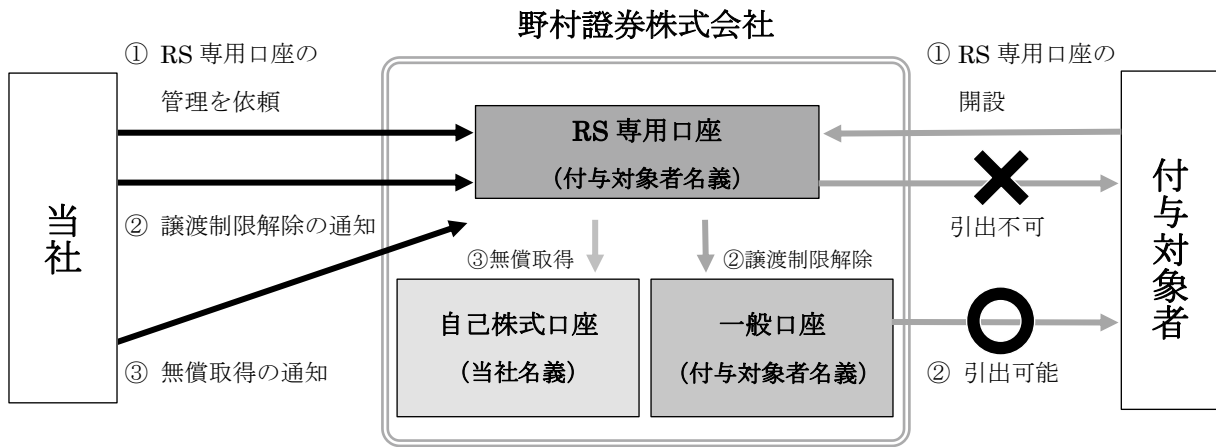 野村證券株式会社
① RS 専用口座の
管理を依頼
① RS 専用口座の
開設
当社
RS 専用口座
(付与対象者名義)
付与対象者
② 譲渡制限解除の通知
引出不可
③無償取得
②譲渡制限解除
自己株式口座
(当社名義)
一般口座
(付与対象者名義)
③ 無償取得の通知
② 引出可能